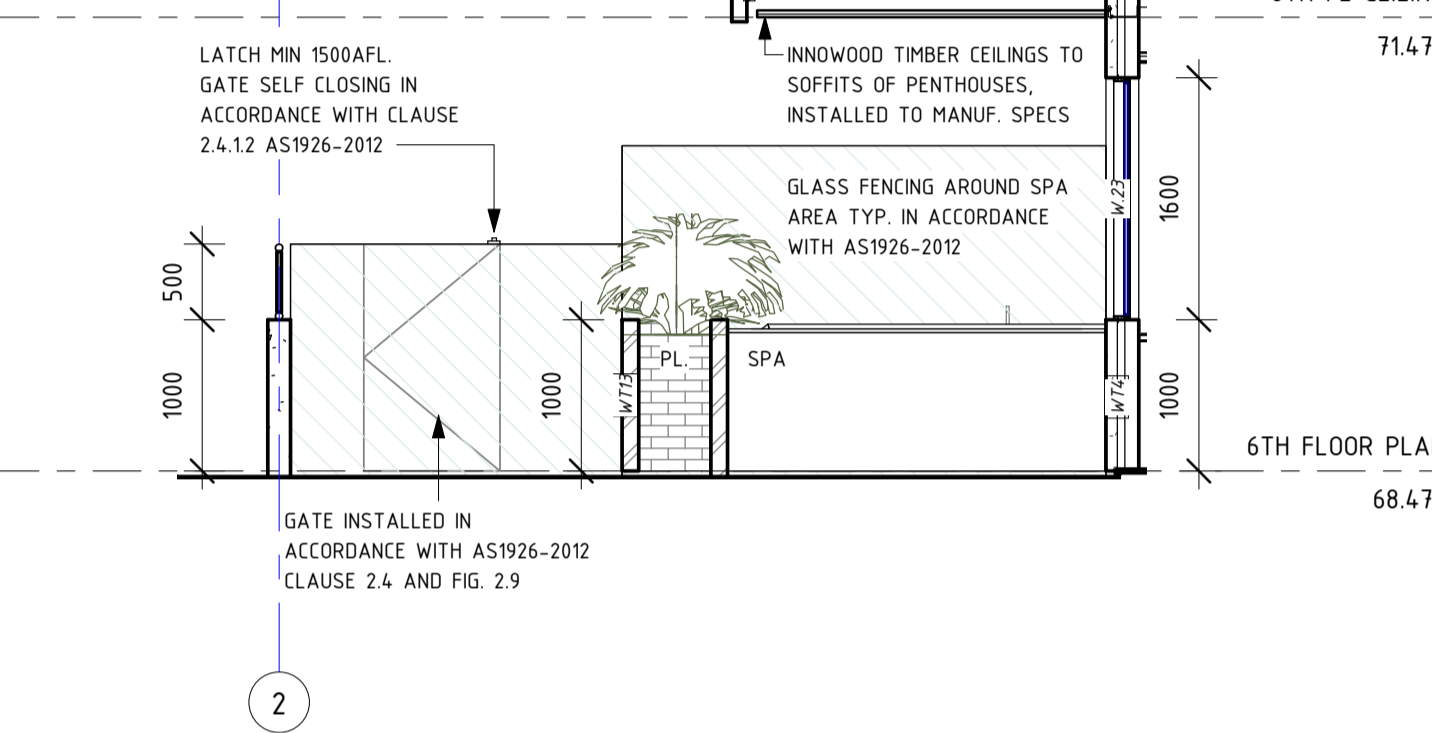 71.47
LATCH MIN 1500AFL.
GATE SELF CLOSING IN
ACCORDANCE WITH CLAUSE
2.4.1.2 AS1926-2012
INNOWOOD TIMBER CEILINGS TO
SOFFITS OF PENTHOUSES,
INSTALLED TO MANUF. SPECS
GLASS FENCING AROUND SPA
AREA TYP. IN ACCORDANCE
WITH AS1926-2012
W.23
1600
500
1000
1000
WT13
PL.
SPA
WT4
1000
6TH FLOOR PLA
68.47
GATE INSTALLED IN
ACCORDANCE WITH AS1926-2012
CLAUSE 2.4 AND FIG. 2.9
2